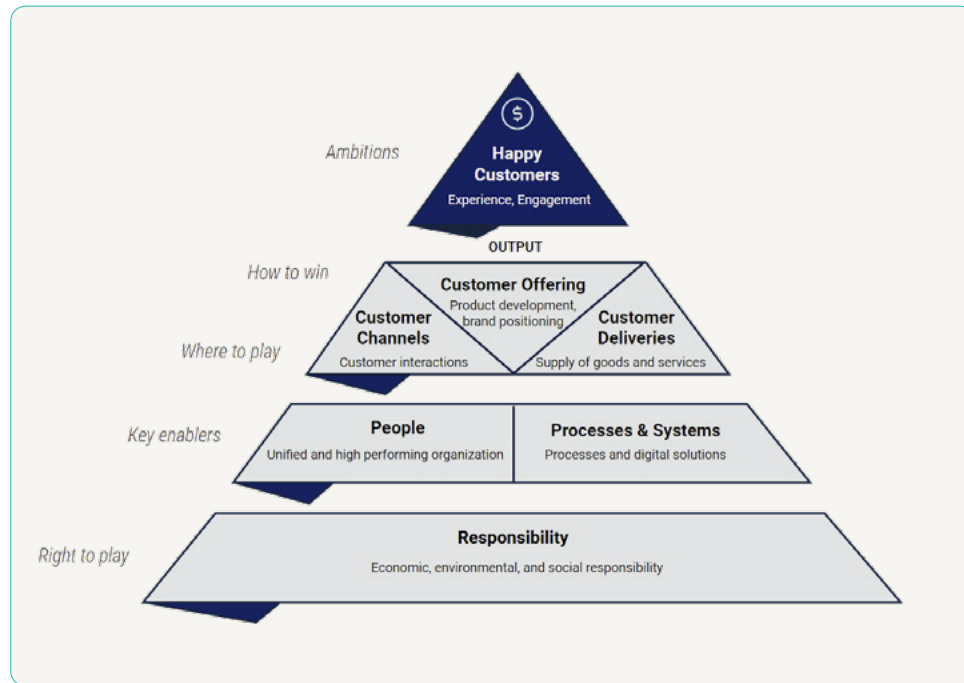 $
Ambitions
Happy
Customers
Experience, Engagement
OUTPUT
How to win
Customer Offering
Product development,
brand positioning
Customer
Channels
Customer interactions
Customer
Deliveries
Supply of goods and services
Where to play
Key enablers
People
Unified and high performing organization
Processes & Systems
Processes and digital solutions
Right to play
Responsibility
Economic, environmental, and social responsibility